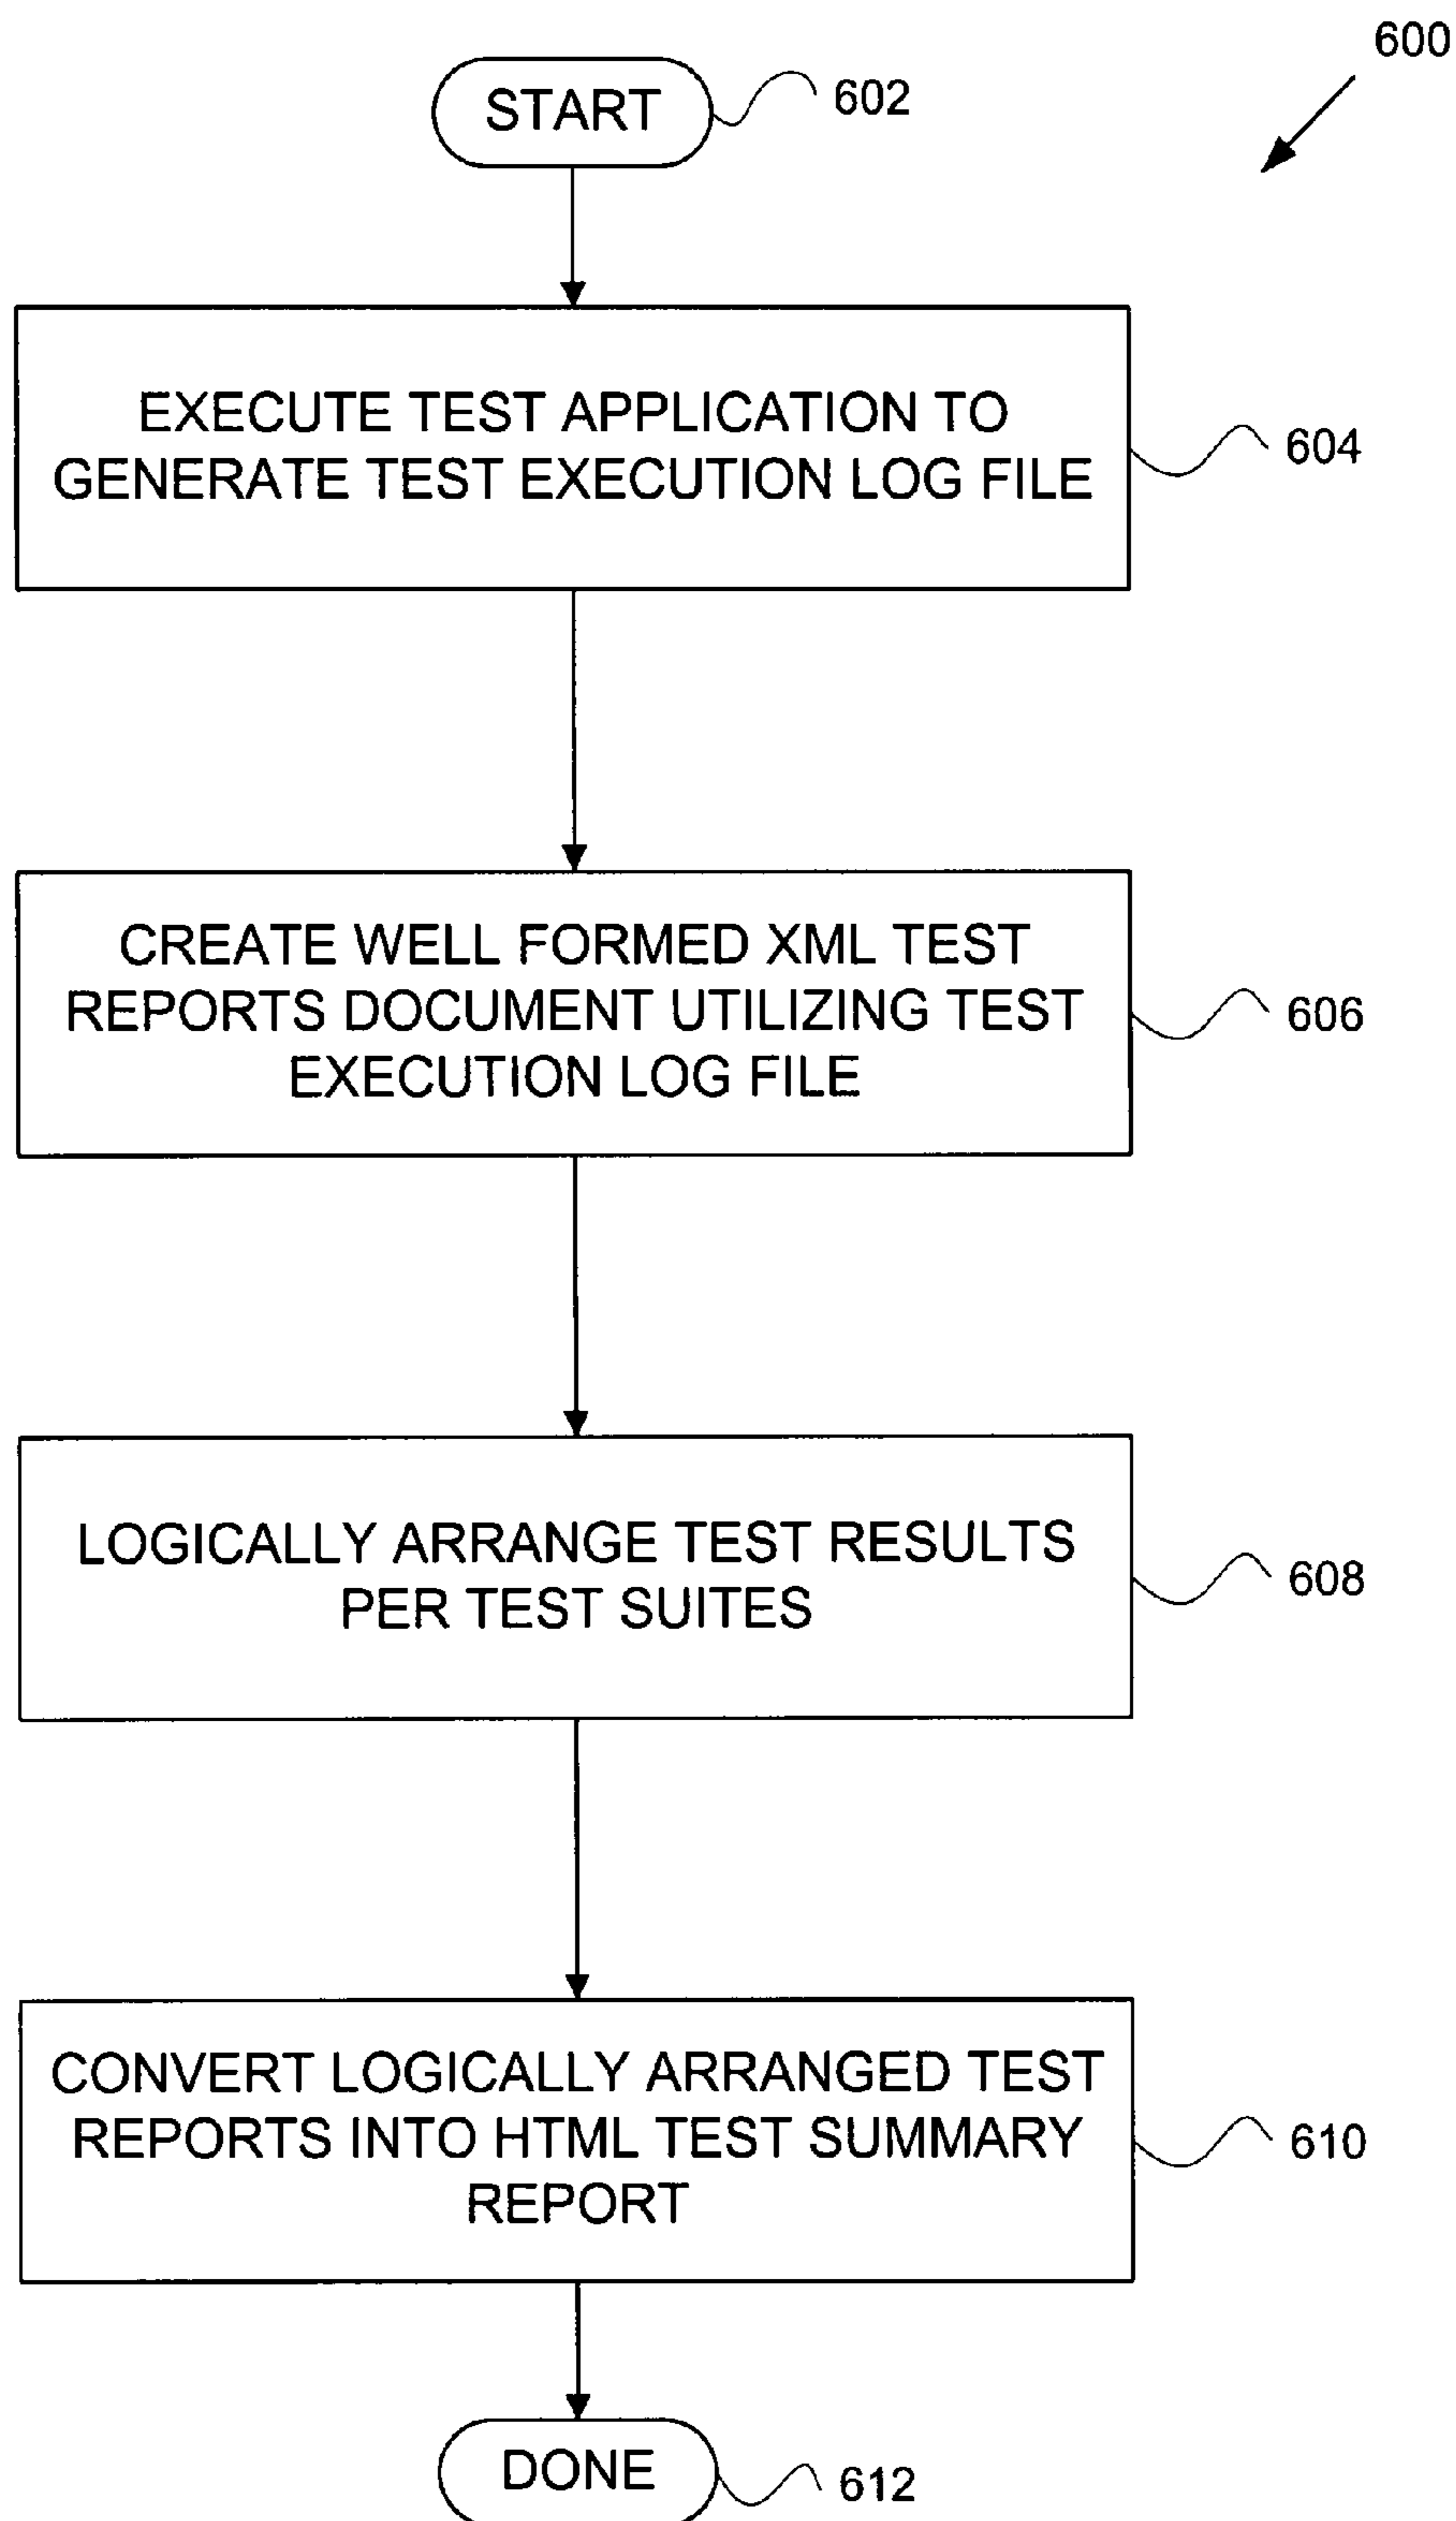 600
START
602
EXECUTE TEST APPLICATION TO
GENERATE TEST EXECUTION LOG FILE
604
CREATE WELL FORMED XML TEST
REPORTS DOCUMENT UTILIZING TEST
EXECUTION LOG FILE
606
LOGICALLY ARRANGE TEST RESULTS
PER TEST SUITES
608
CONVERT LOGICALLY ARRANGED TEST
REPORTS INTO HTML TEST SUMMARY
REPORT
610
DONE
612